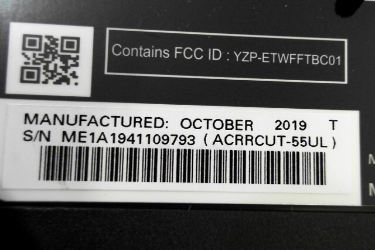 Contains FCC ID : YZP-ETWFFTBC01
MANUFACTURED: OCTOBER 2019 T
S/N ME1A1941109793 ( ACRRCUT-55UL )